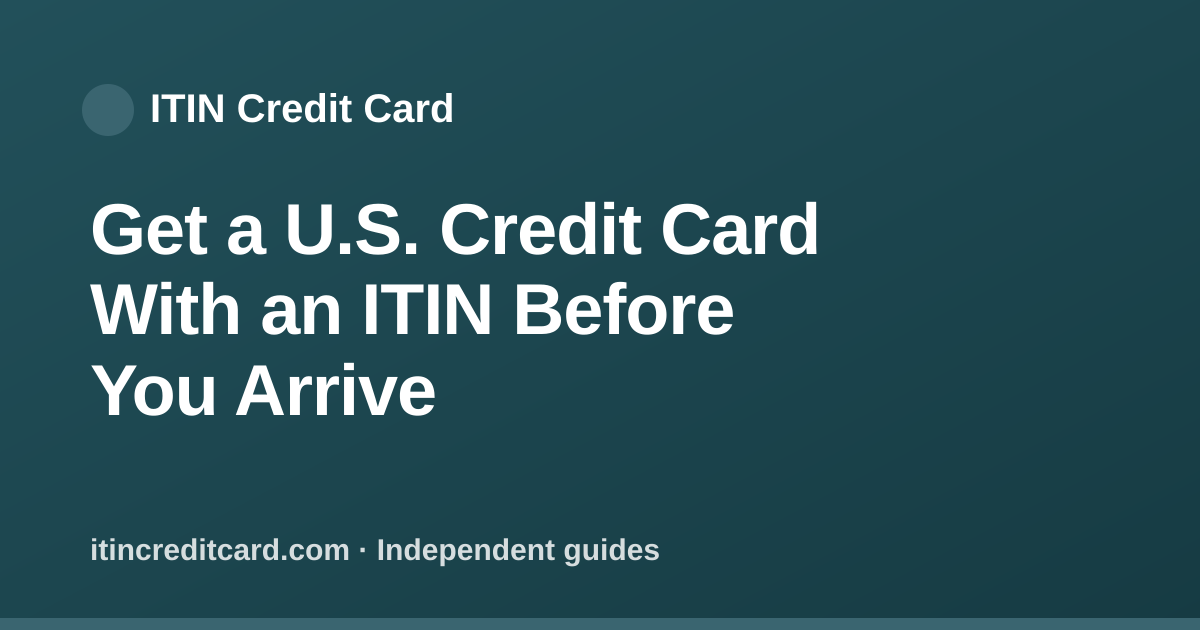 ITIN Credit Card
Get a U.S. Credit Card
With an ITIN Before
You Arrive
itincreditcard.com · Independent guides